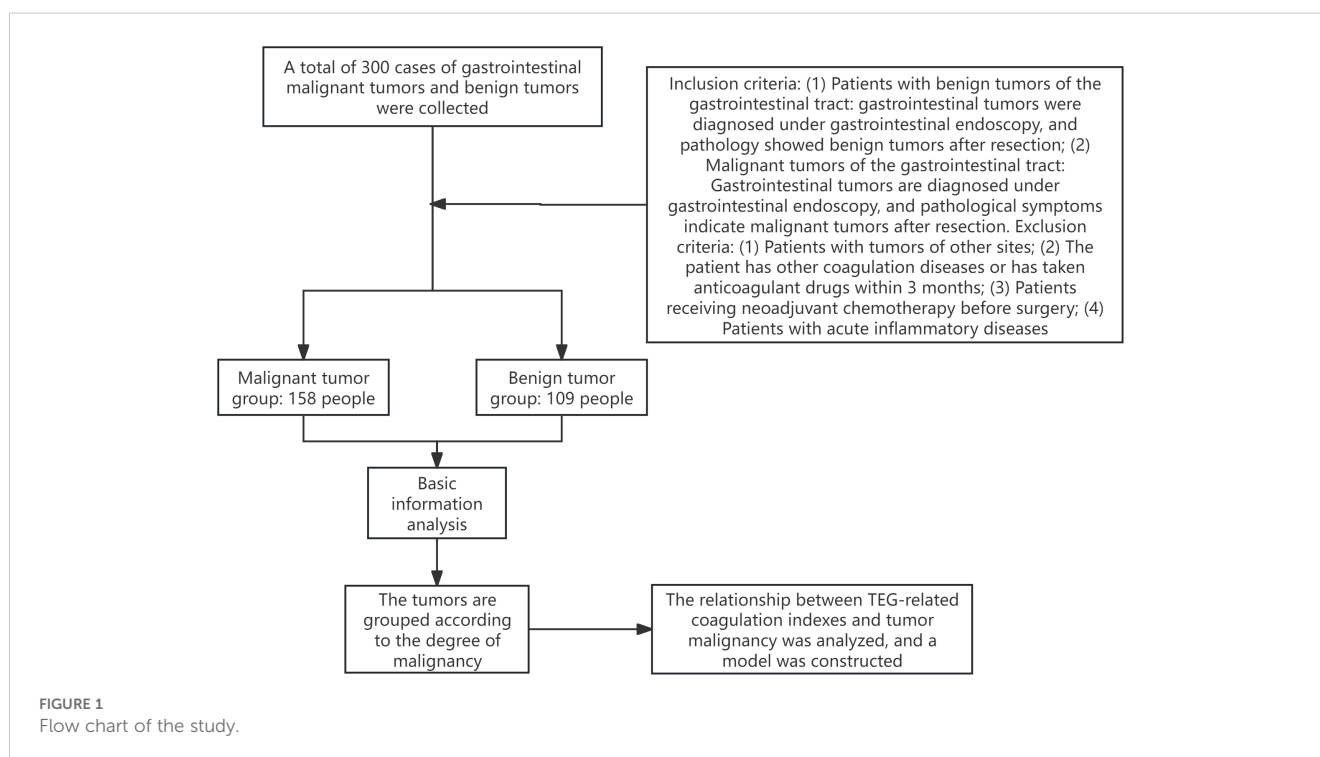 A total of 300 cases of gastrointestinal
malignant tumors and benign tumors
were collected
Inclusion criteria: (1) Patients with benign tumors of the
gastrointestinal tract: gastrointestinal tumors were
diagnosed under gastrointestinal endoscopy, and
pathology showed benign tumors after resection; (2)
Malignant tumors of the gastrointestinal tract:
Gastrointestinal tumors are diagnosed under
gastrointestinal endoscopy, and pathological symptoms
indicate malignant tumors after resection. Exclusion
criteria: (1) Patients with tumors of other sites; (2) The
patient has other coagulation diseases or has taken
anticoagulant drugs within 3 months; (3) Patients
receiving neoadjuvant chemotherapy before surgery; (4)
Patients with acute inflammatory diseases
Malignant tumor
group: 158 people
Benign tumor
group: 109 people
Basic
information
analysis
The tumors are
grouped according
to the degree of
malignancy
The relationship between TEG-related
coagulation indexes and tumor
malignancy was analyzed, and a
model was constructed
FIGURE 1
Flow chart of the study.